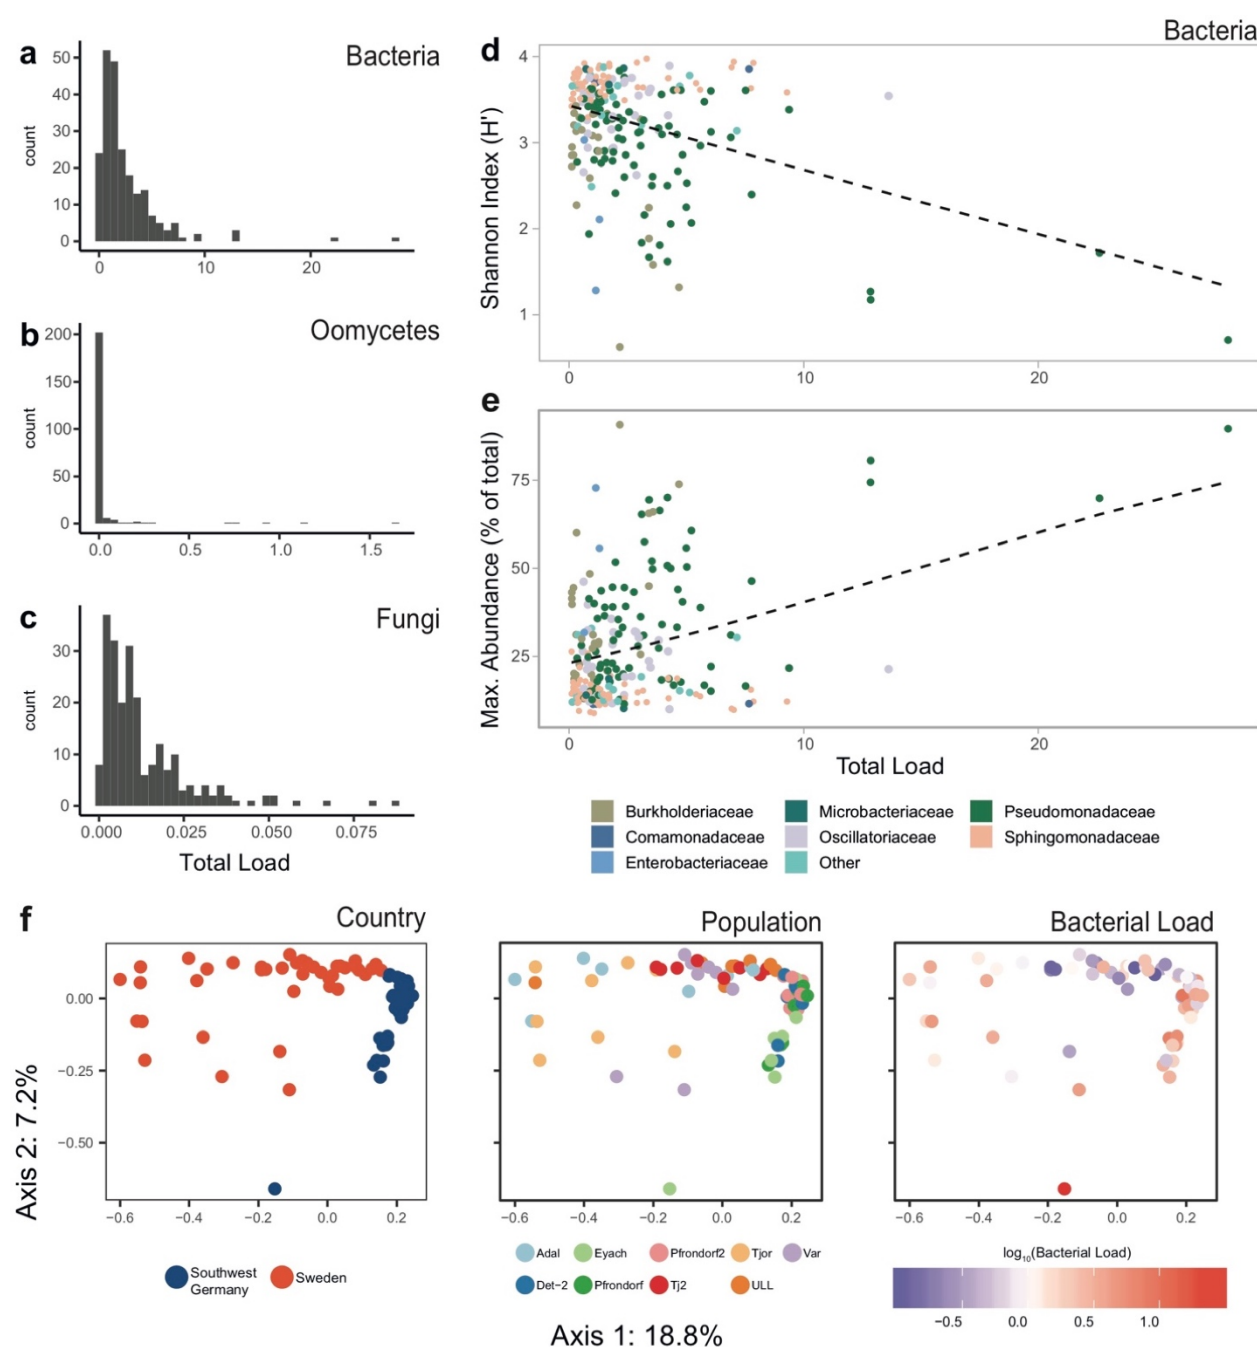 a Bacteria
50
40
30
20
10
0
count
0 10 20
b Oomycetes
200
150
100
50
0
count
0.0 0.5 1.0 1.5
c Fungi
30
20
10
0
count
0.000 0.025 0.050 0.075
Total Load
d Bacteria
4
3
2
1
Shannon Index (H')
0 10 20
e
75
50
25
Max. Abundance (% of total)
0 10 20
Total Load
Burkholderiaceae Microbacteriaceae Pseudomonadaceae
Comamonadaceae Oscillatoriaceae Sphingomonadaceae
Enterobacteriaceae Other
f Country Population Bacterial Load
0.00
−0.25
−0.50
Axis 2: 7.2%
−0.6 −0.4 −0.2 0.0 0.2 −0.6 −0.4 −0.2 0.0 0.2 −0.6 −0.4 −0.2 0.0 0.2
Southwest
Germany
Sweden
Adal Eyach Pfrondorf2 Tjor Var
Det−2 Pfrondorf Tj2 ULL
log10(Bacterial Load)
−0.5 0.0 0.5 1.0
Axis 1: 18.8%